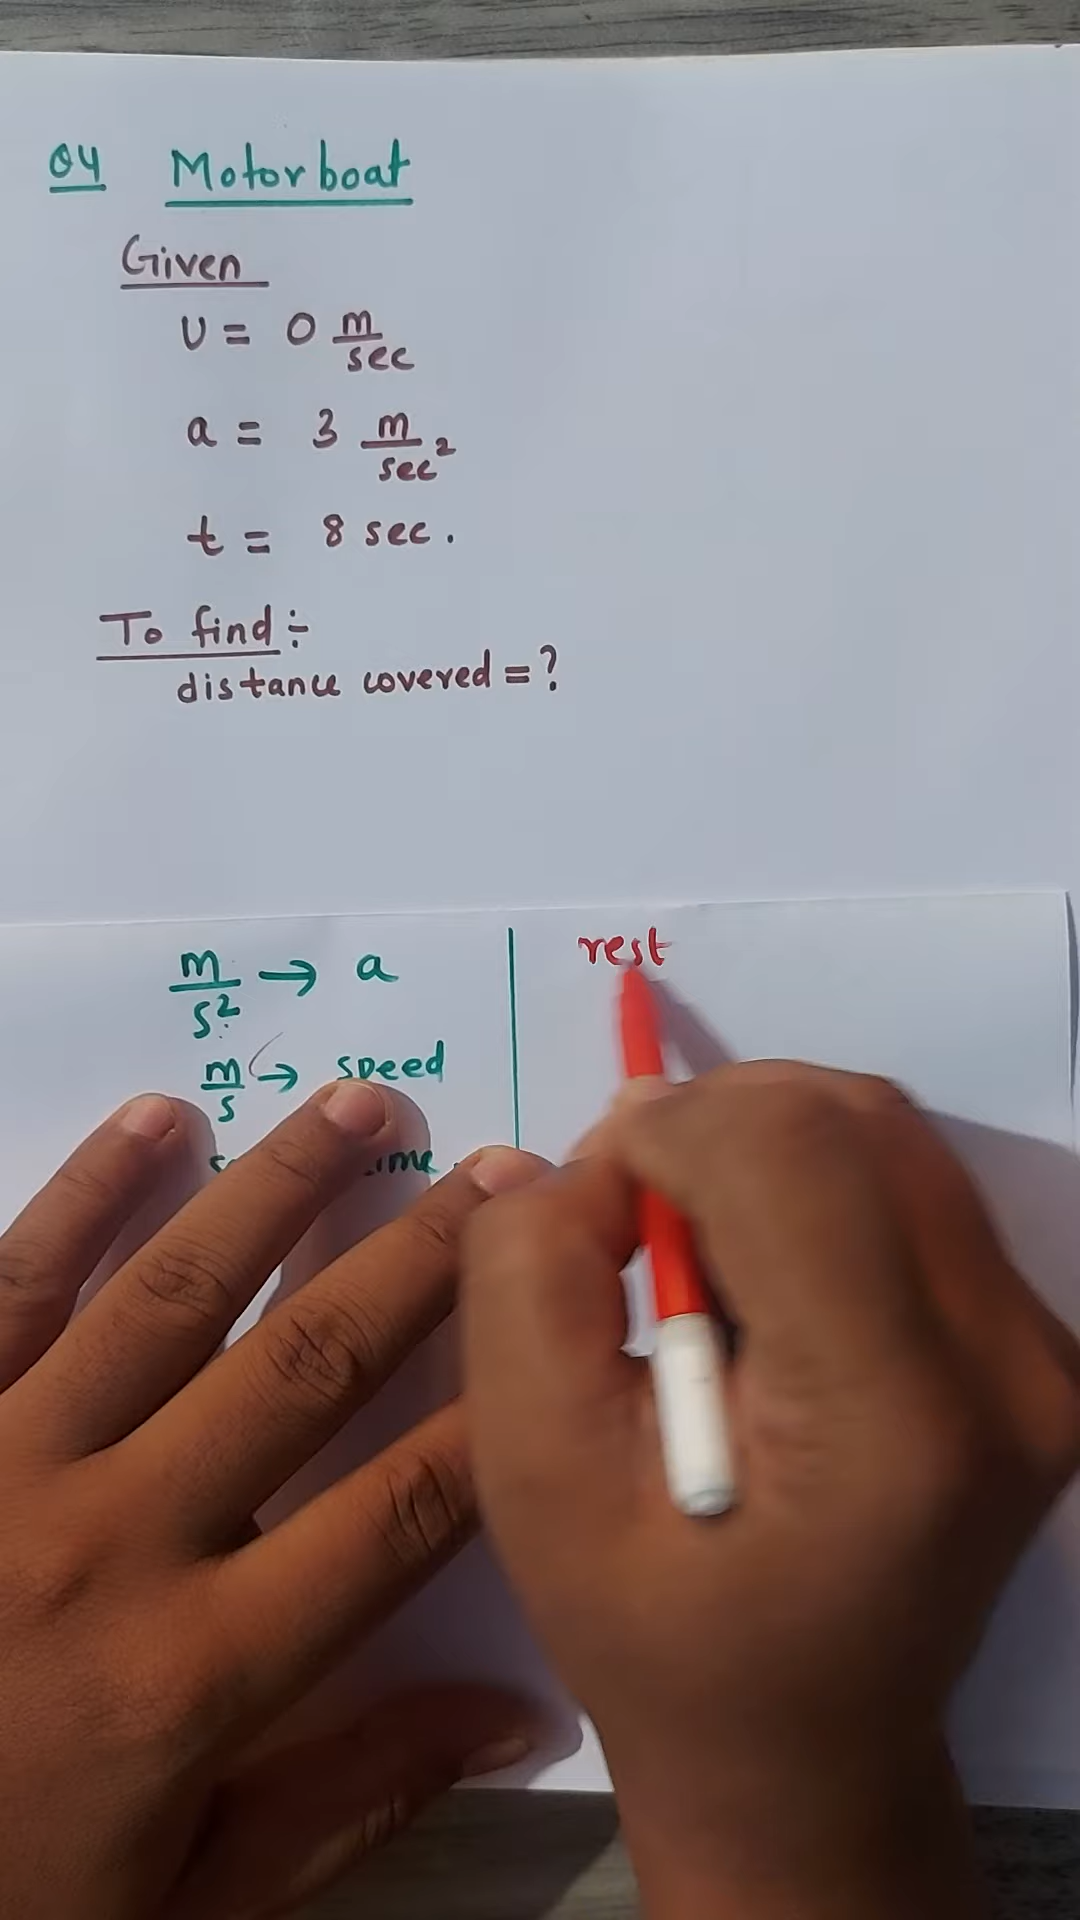 Q4 Motorboat
Given
u = 0 m/sec
a = 3 m/sec²
t = 8 sec.
To find÷
distance covered = ?
m/s² → a
m/s → speed
rest